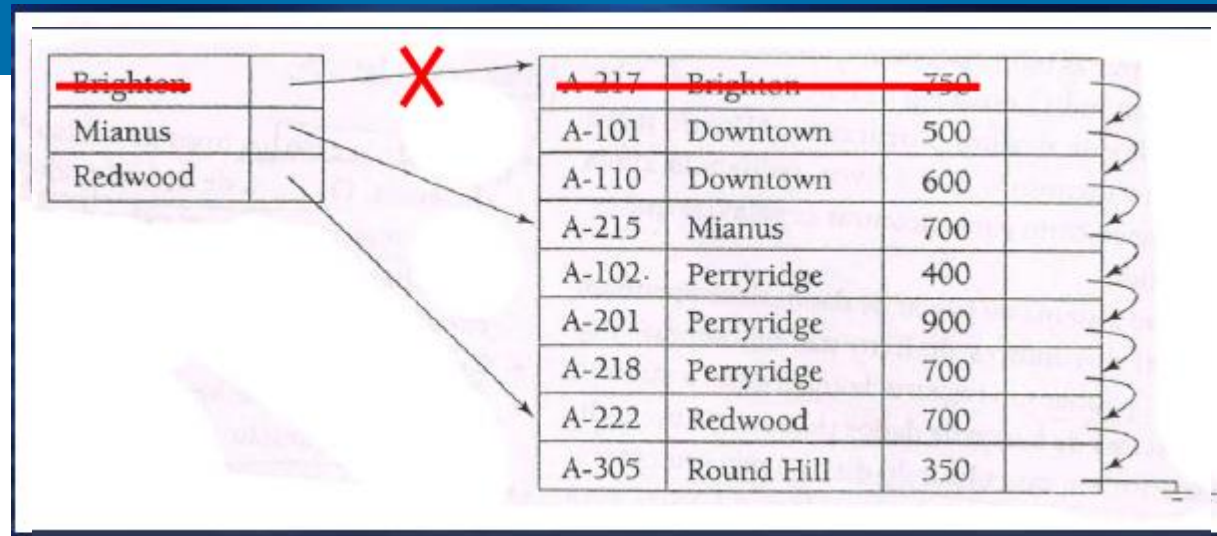 Brighton
Mianus
Redwood
A-217 Brighton 750
A-101 Downtown 500
A-110 Downtown 600
A-215 Mianus 700
A-102 Perryridge 400
A-201 Perryridge 900
A-218 Perryridge 700
A-222 Redwood 700
A-305 Round Hill 350